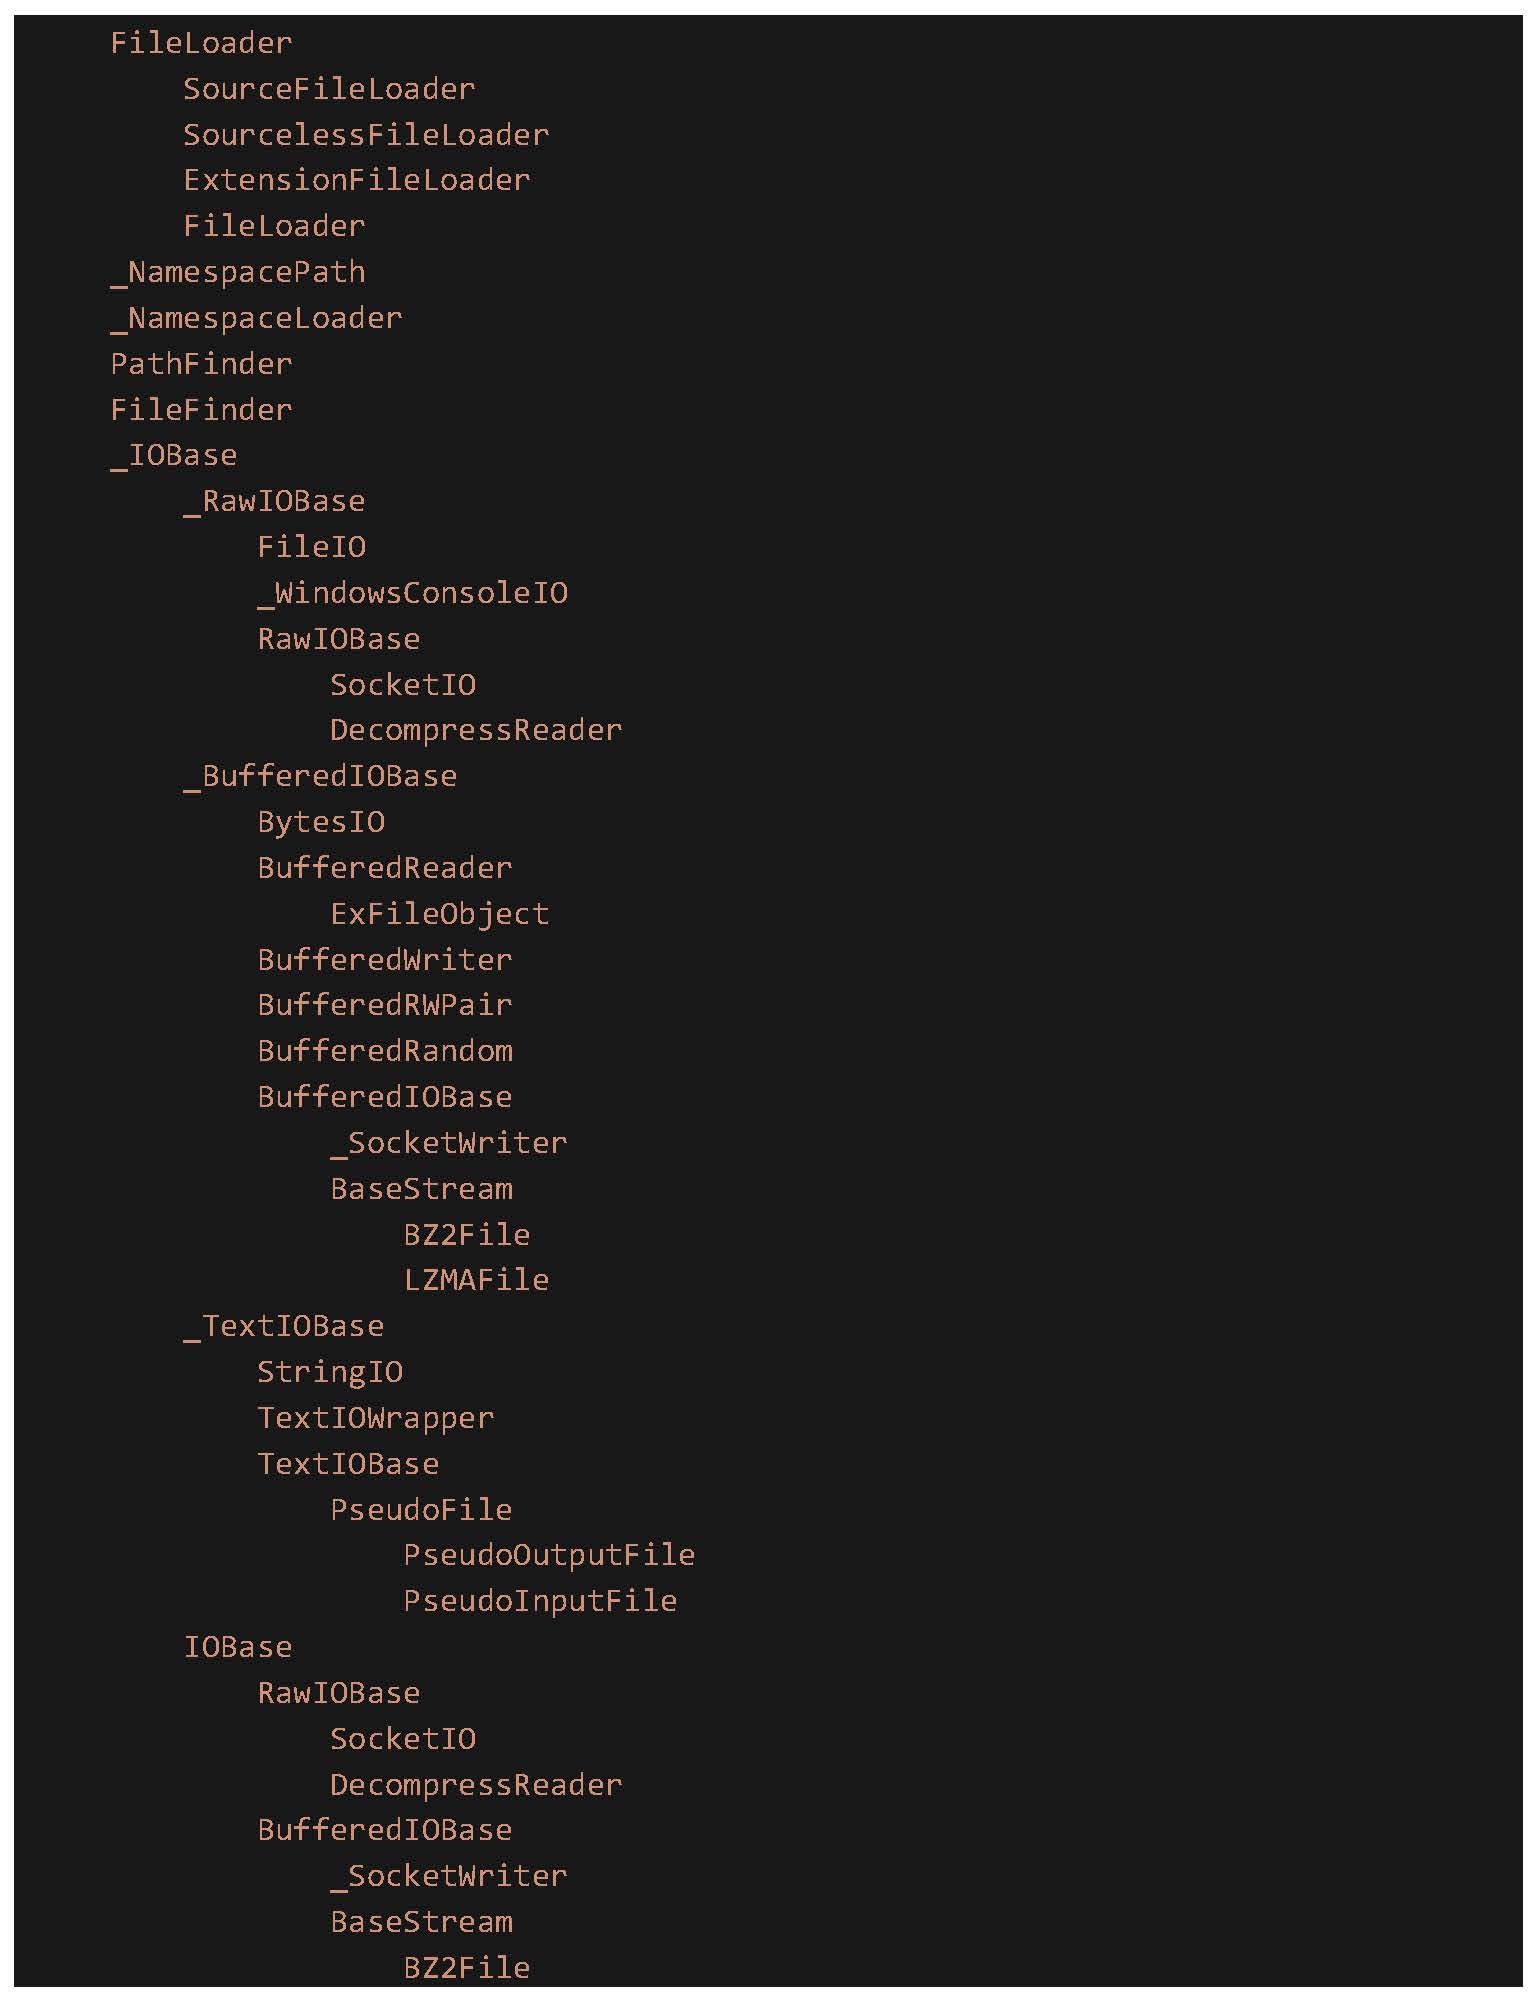 FileLoader
    SourceFileLoader
    SourcelessFileLoader
    ExtensionFileLoader
    FileLoader
_NamespacePath
_NamespaceLoader
PathFinder
FileFinder
_IOBase
    _RawIOBase
        FileIO
        _WindowsConsoleIO
        RawIOBase
            SocketIO
            DecompressReader
    _BufferedIOBase
        BytesIO
        BufferedReader
            ExFileObject
        BufferedWriter
        BufferedRWPair
        BufferedRandom
        BufferedIOBase
            _SocketWriter
            BaseStream
                BZ2File
                LZMAFile
    _TextIOBase
        StringIO
        TextIOWrapper
        TextIOBase
            PseudoFile
                PseudoOutputFile
                PseudoInputFile
    IOBase
        RawIOBase
            SocketIO
            DecompressReader
        BufferedIOBase
            _SocketWriter
            BaseStream
                BZ2File